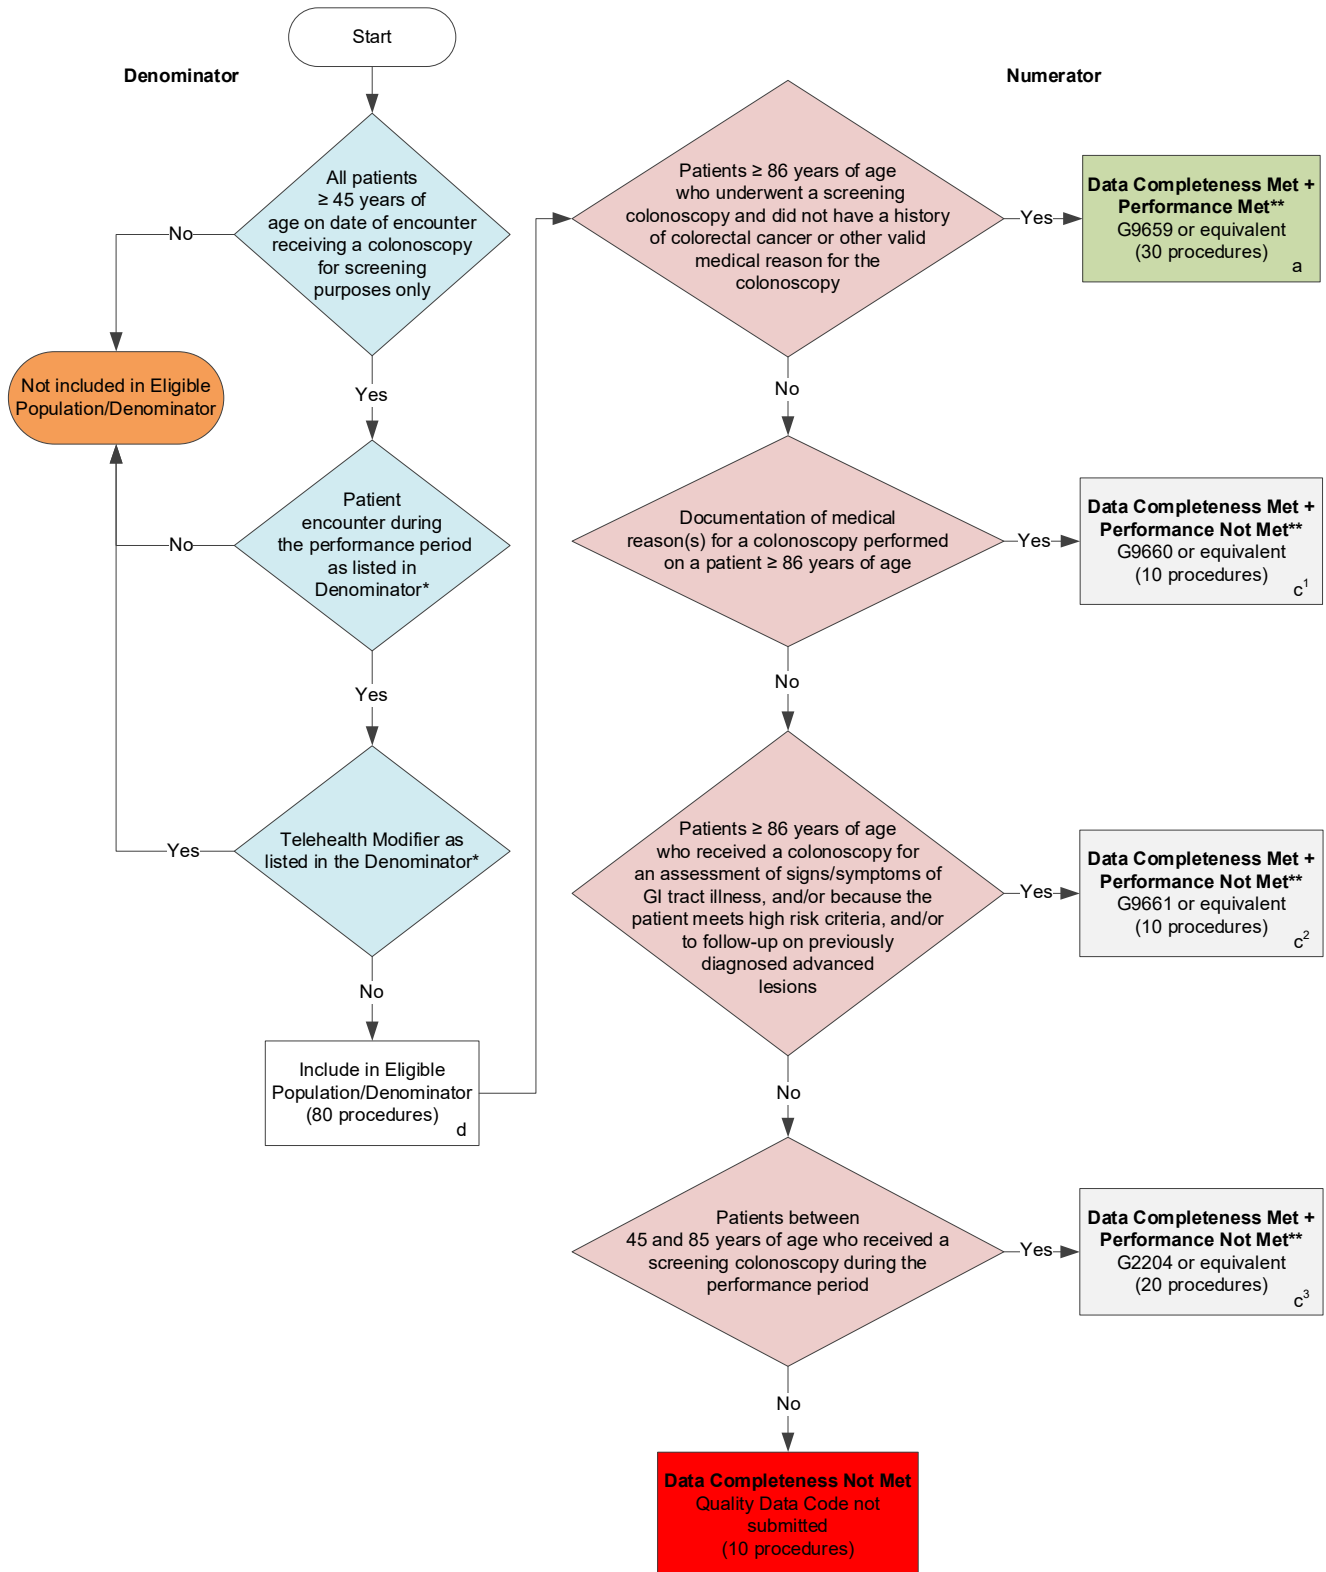 Start
Denominator
All patients
≥ 45 years of
age on date of encounter
receiving a colonoscopy
for screening
purposes only
No
Not included in Eligible
Population/Denominator
Yes
Patient
encounter during
the performance period
as listed in
Denominator*
No
Yes
Telehealth Modifier as
listed in the Denominator*
Yes
No
Include in Eligible
Population/Denominator
(80 procedures)
d
Numerator
Patients ≥ 86 years of age
who underwent a screening
colonoscopy and did not have a history
of colorectal cancer or other valid
medical reason for the
colonoscopy
Yes
Data Completeness Met +
Performance Met**
G9659 or equivalent
(30 procedures)
a
No
Documentation of medical
reason(s) for a colonoscopy performed
on a patient ≥ 86 years of age
Yes
Data Completeness Met +
Performance Not Met**
G9660 or equivalent
(10 procedures)
c1
No
Patients ≥ 86 years of age
who received a colonoscopy for
an assessment of signs/symptoms of
GI tract illness, and/or because the
patient meets high risk criteria, and/or
to follow-up on previously
diagnosed advanced
lesions
Yes
Data Completeness Met +
Performance Not Met**
G9661 or equivalent
(10 procedures)
c2
No
Patients between
45 and 85 years of age who received a
screening colonoscopy during the
performance period
Yes
Data Completeness Met +
Performance Not Met**
G2204 or equivalent
(20 procedures)
c3
No
Data Completeness Not Met
Quality Data Code not
submitted
(10 procedures)